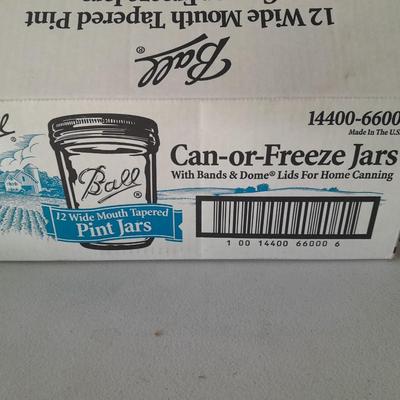 12 Wide Mouth Tapered Pint
Ball
®
14400-6600
Made In The U.S.
Can-or-Freeze Jars
With Bands & Dome® Lids For Home Canning
Ball
12 Wide Mouth Tapered
Pint Jars
1 00 14400 66000 6